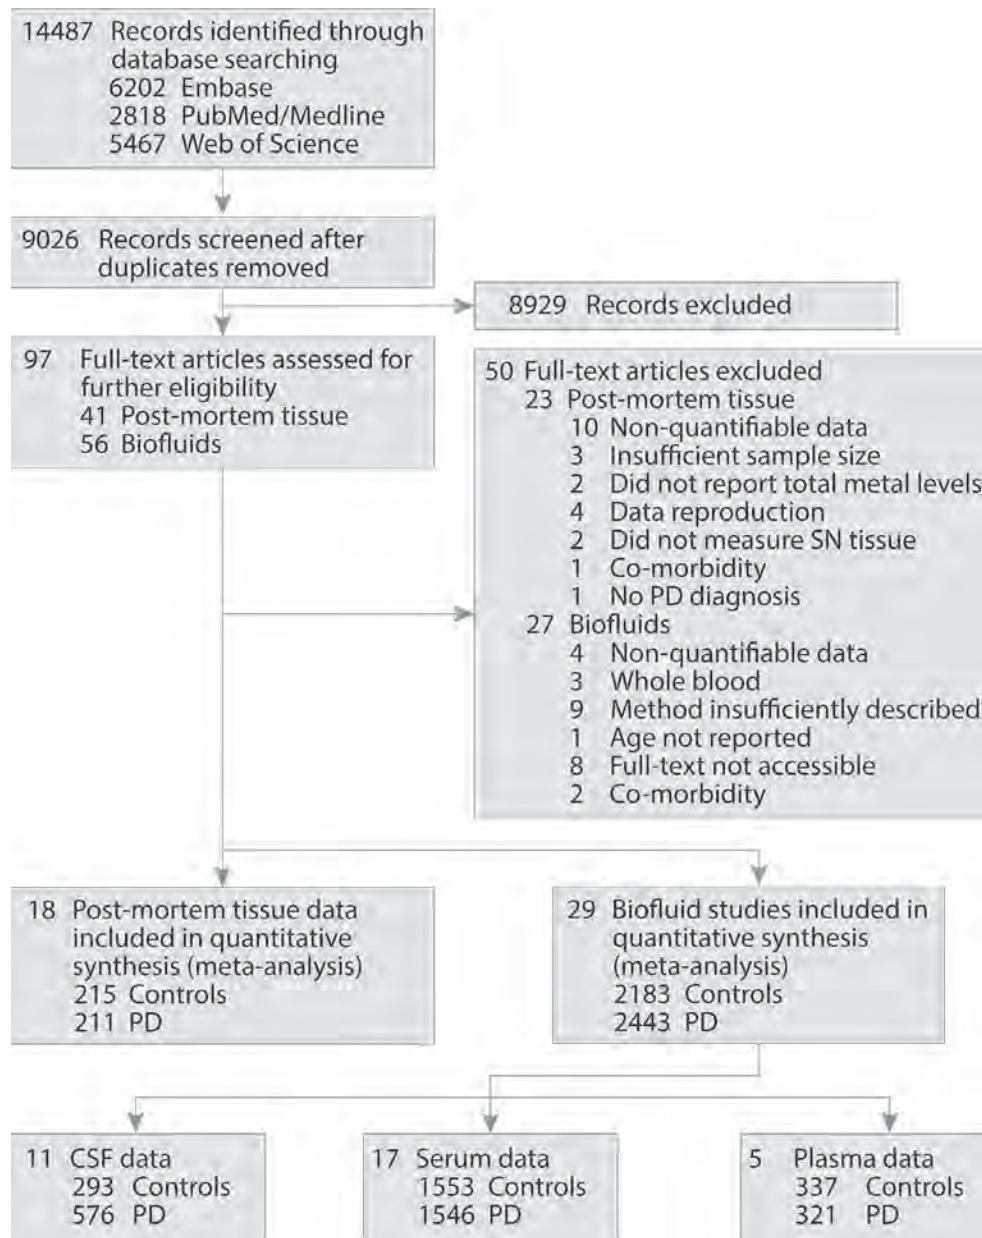 14487 Records identified through
database searching
6202 Embase
2818 PubMed/Medline
5467 Web of Science
9026 Records screened after
duplicates removed
8929 Records excluded
97 Full-text articles assessed for
further eligibility
41 Post-mortem tissue
56 Biofluids
50 Full-text articles excluded
23 Post-mortem tissue
10 Non-quantifiable data
3 Insufficient sample size
2 Did not report total metal levels
4 Data reproduction
2 Did not measure SN tissue
1 Co-morbidity
1 No PD diagnosis
27 Biofluids
4 Non-quantifiable data
3 Whole blood
9 Method insufficiently described
1 Age not reported
8 Full-text not accessible
2 Co-morbidity
18 Post-mortem tissue data
included in quantitative
synthesis (meta-analysis)
215 Controls
211 PD
29 Biofluid studies included in
quantitative synthesis
(meta-analysis)
2183 Controls
2443 PD
11 CSF data
293 Controls
576 PD
17 Serum data
1553 Controls
1546 PD
5 Plasma data
337 Controls
321 PD